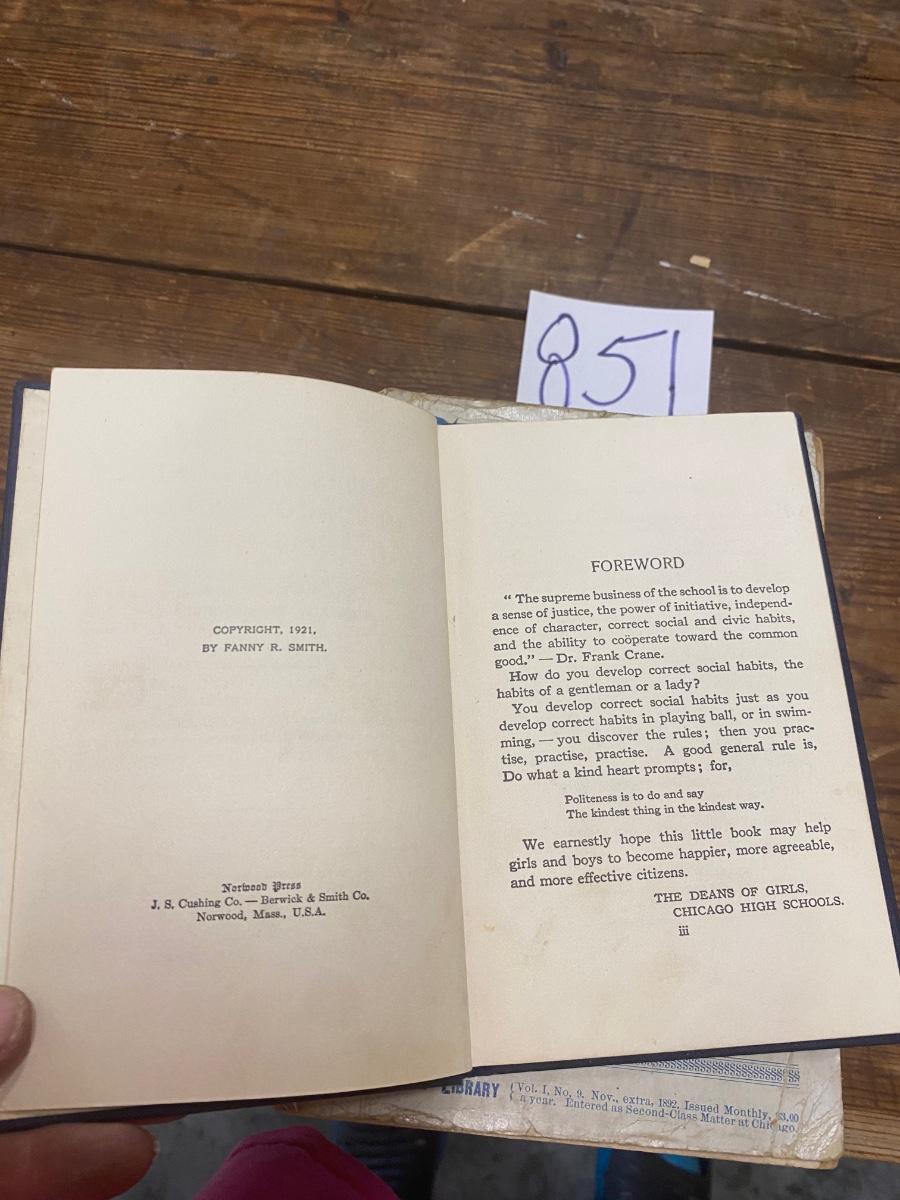 851
COPYRIGHT, 1921,
BY FANNY R. SMITH.
Norwood Press
J. S. Cushing Co. — Berwick & Smith Co.
Norwood, Mass., U.S.A.
FOREWORD
“ The supreme business of the school is to develop
a sense of justice, the power of initiative, independ-
ence of character, correct social and civic habits,
and the ability to coöperate toward the common
good.” — Dr. Frank Crane.
How do you develop correct social habits, the
habits of a gentleman or a lady?
You develop correct social habits just as you
develop correct habits in playing ball, or in swim-
ming, — you discover the rules; then you prac-
tise, practise, practise. A good general rule is,
Do what a kind heart prompts; for,
Politeness is to do and say
The kindest thing in the kindest way.
We earnestly hope this little book may help
girls and boys to become happier, more agreeable,
and more effective citizens.
THE DEANS OF GIRLS,
CHICAGO HIGH SCHOOLS.
iii
LIBRARY
Vol. I, No. 9. Nov., extra, 1892. Issued Monthly, $3.00
a year. Entered as Second-Class Matter at Chicago.